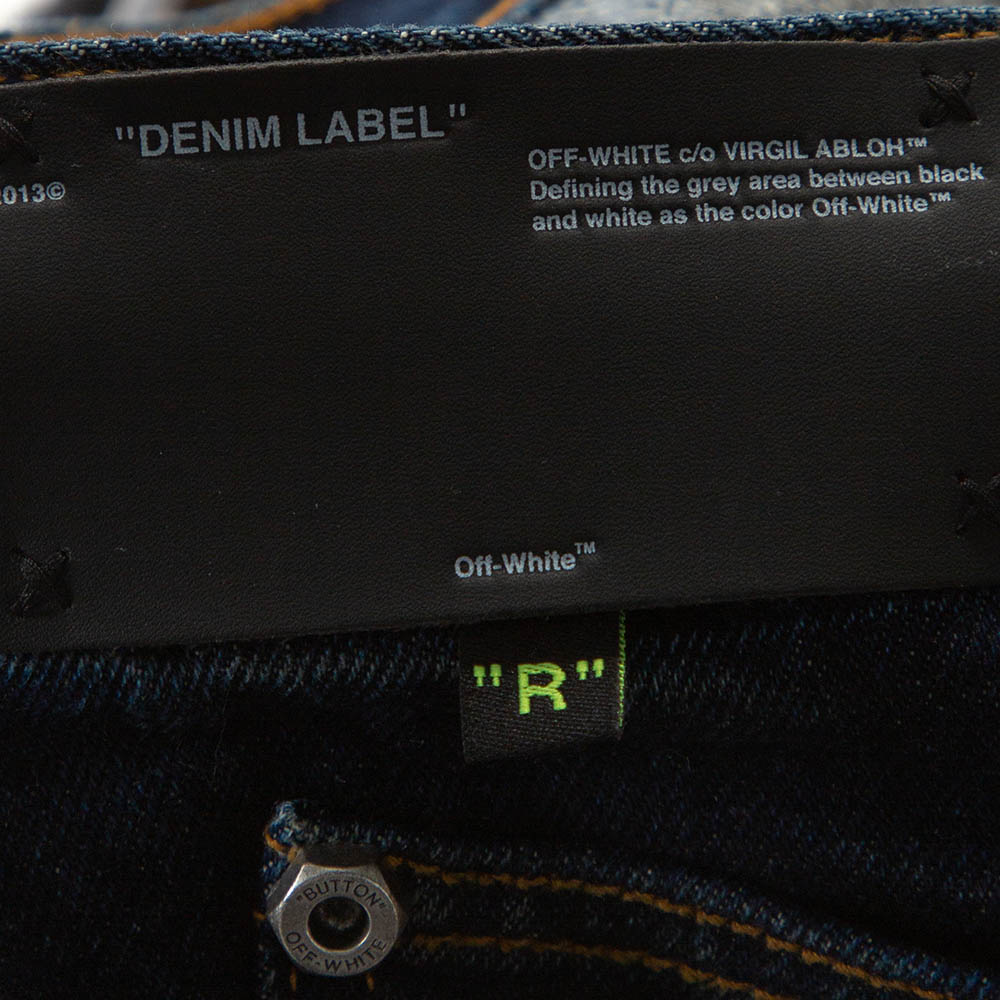 "DENIM LABEL"
2013©
OFF-WHITE c/o VIRGIL ABLOH™
Defining the grey area between black
and white as the color Off-White™
Off-White™
"R"
"BUTTON"
OFF-WHITE